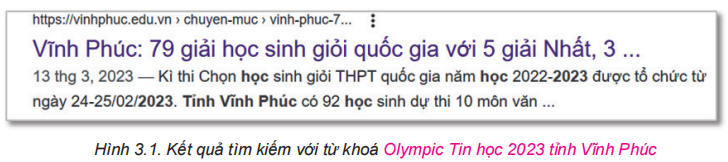 https://vinhphuc.edu.vn › chuyen-muc › vinh-phuc-7...
Vĩnh Phúc: 79 giải học sinh giỏi quốc gia với 5 giải Nhất, 3 ...
13 thg 3, 2023 — Kì thi Chọn học sinh giỏi THPT quốc gia năm học 2022-2023 được tổ chức từ
ngày 24-25/02/2023. Tỉnh Vĩnh Phúc có 92 học sinh dự thi 10 môn văn ...
Hình 3.1. Kết quả tìm kiếm với từ khoá Olympic Tin học 2023 tỉnh Vĩnh Phúc